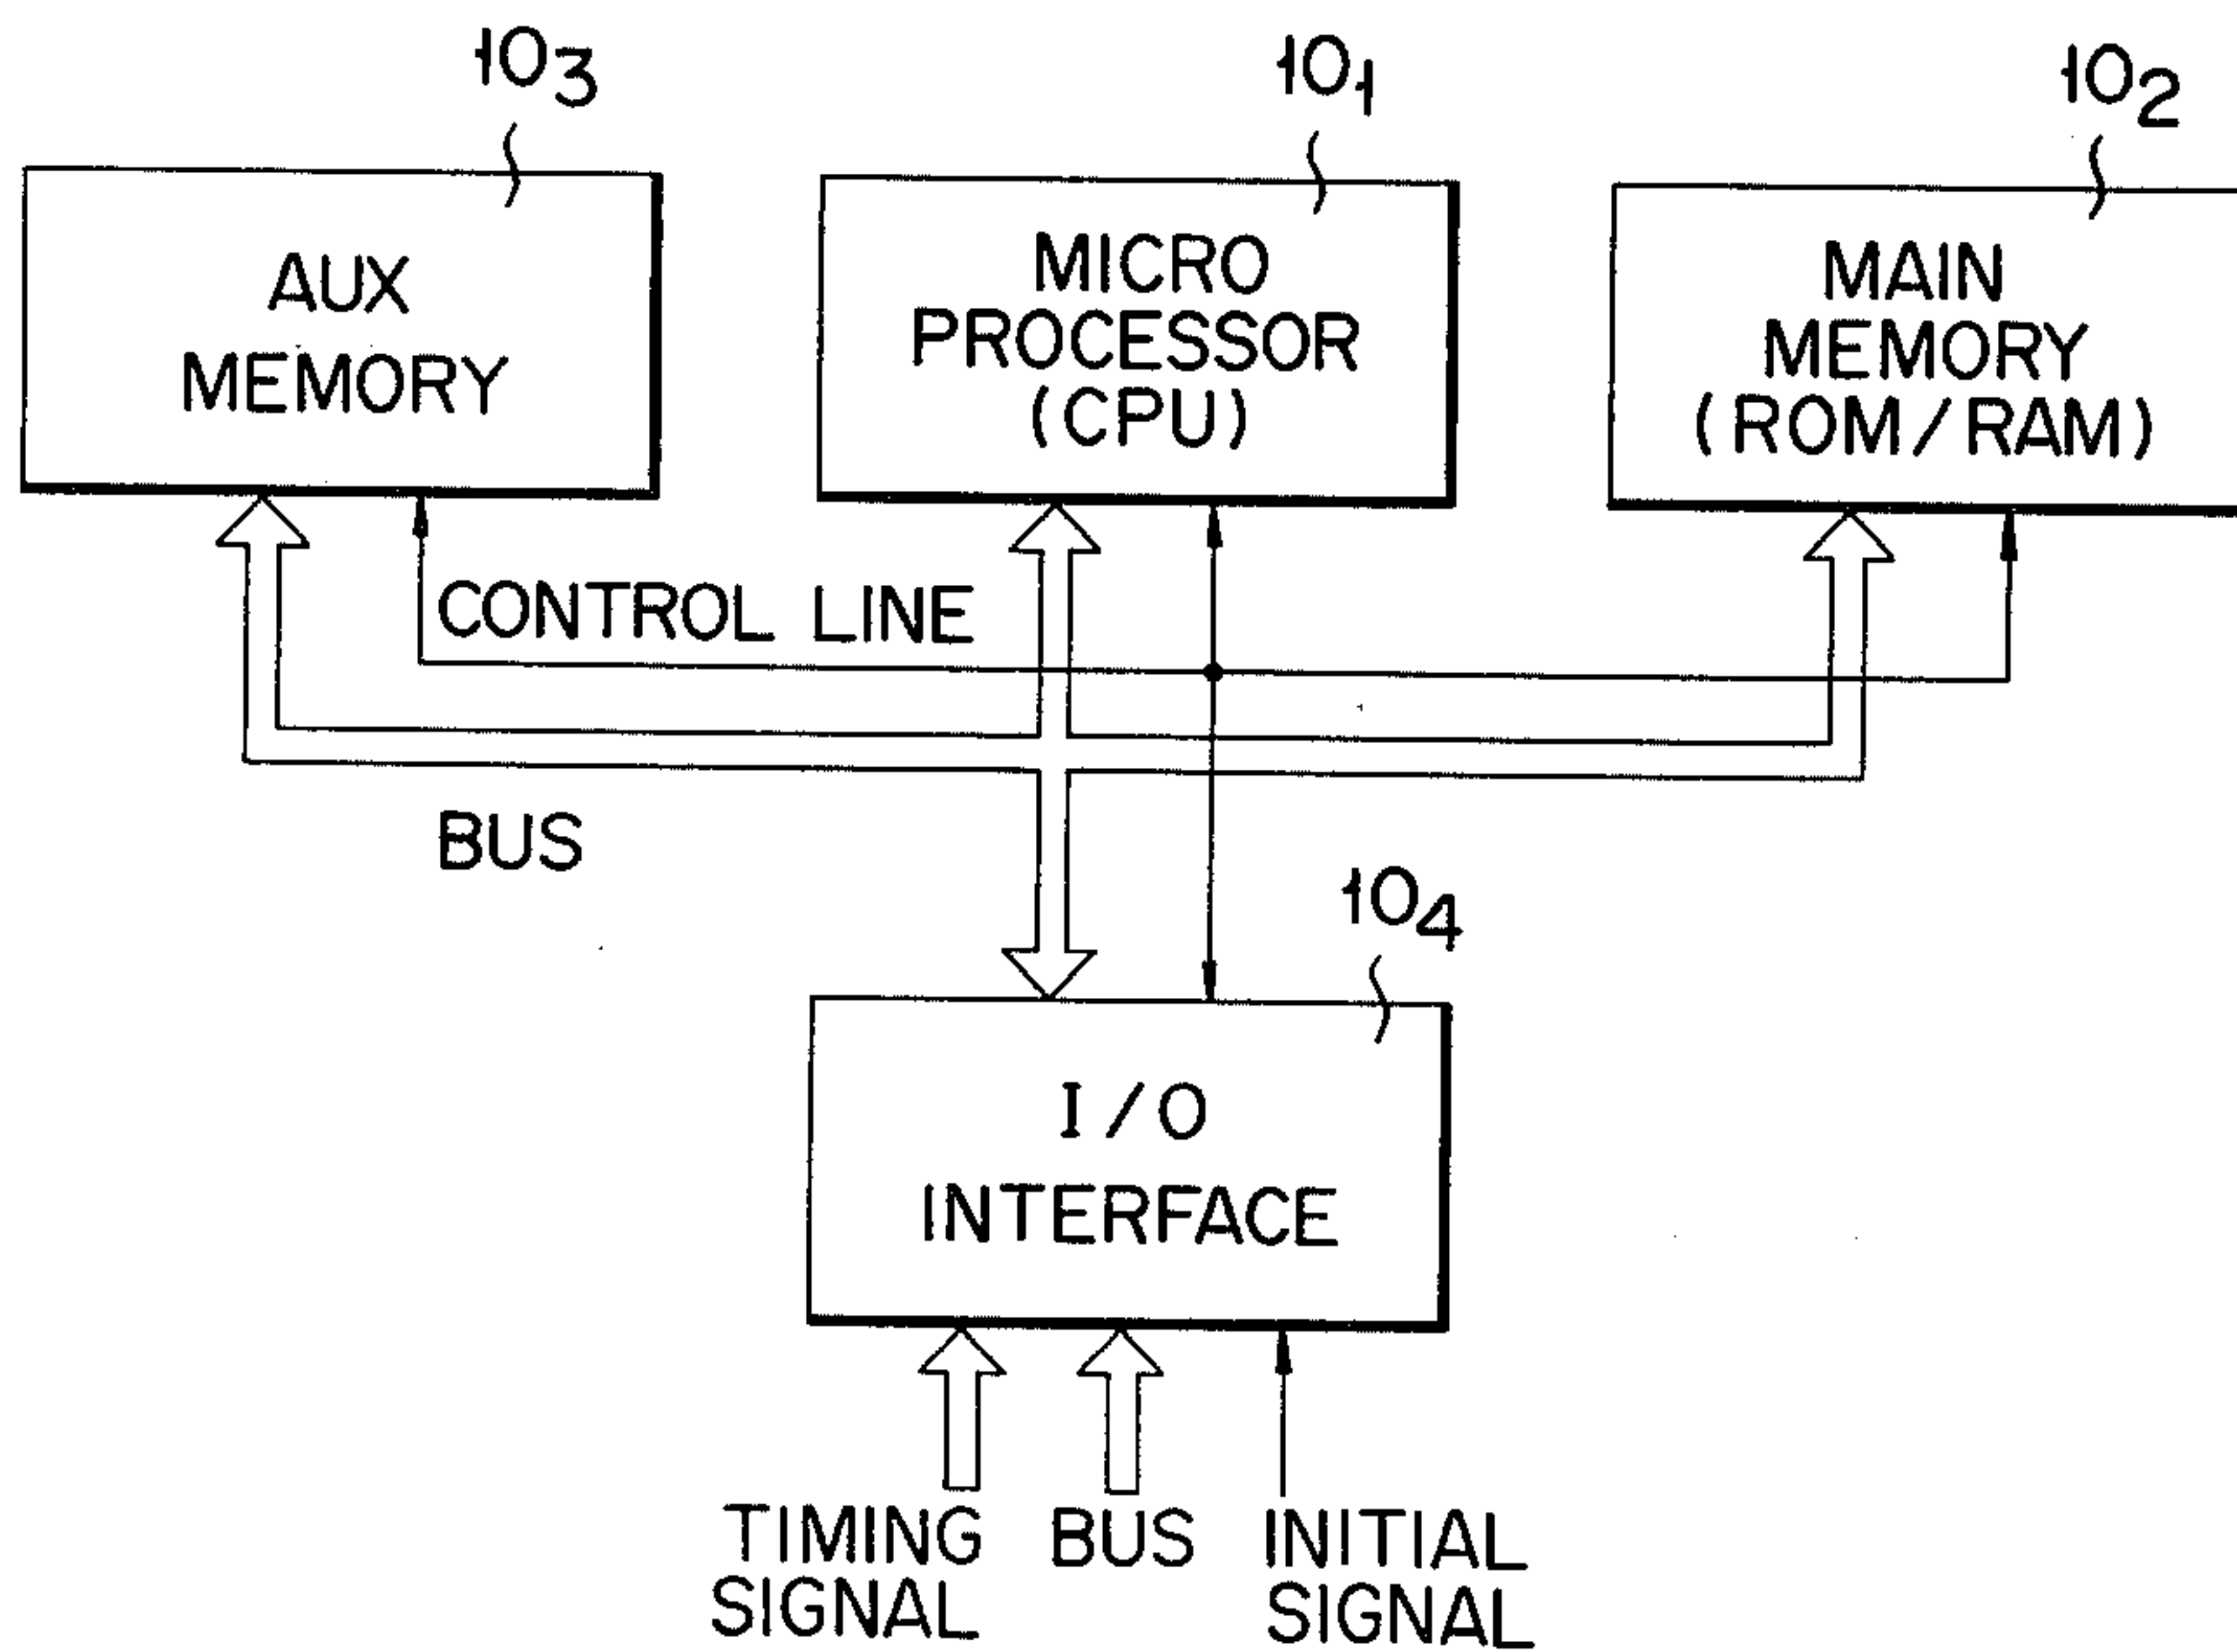 10₃
10₁
10₂
AUX
MEMORY
MICRO
PROCESSOR
(CPU)
MAIN
MEMORY
(ROM/RAM)
CONTROL LINE
BUS
10₄
I/O
INTERFACE
TIMING
SIGNAL
BUS
INITIAL
SIGNAL